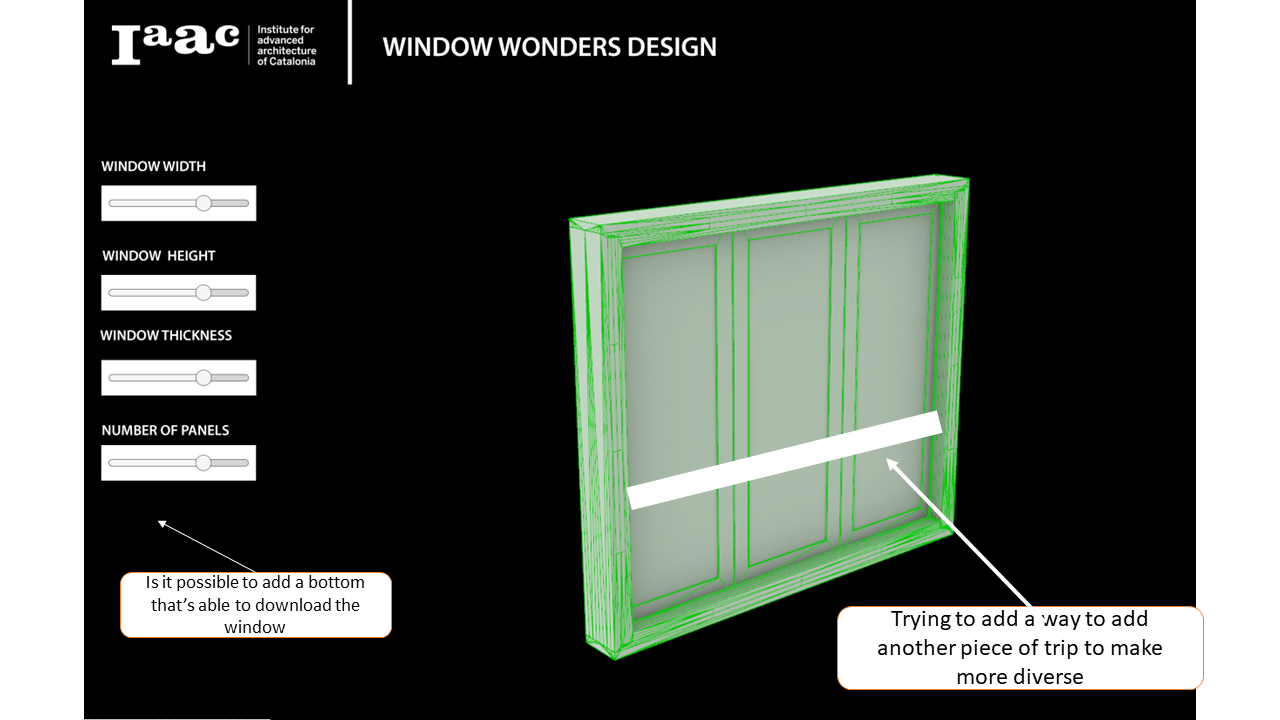 Iaac
Institute for
advanced
architecture
of Catalonia
WINDOW WONDERS DESIGN
WINDOW WIDTH
WINDOW HEIGHT
WINDOW THICKNESS
NUMBER OF PANELS
Is it possible to add a bottom
that's able to download the
window
Trying to add a way to add
another piece of trip to make
more diverse